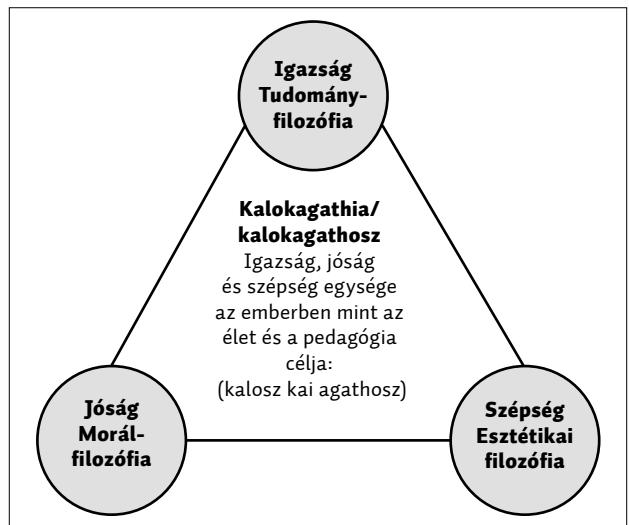 Igazság
Tudomány-
filozófia
Kalokagathia/
kalokagathosz
Igazság, jóság
és szépség egysége
az emberben mint az
élet és a pedagógia
célja:
(kalosz kai agathosz)
Jóság
Morál-
filozófia
Szépség
Esztétikai
filozófia